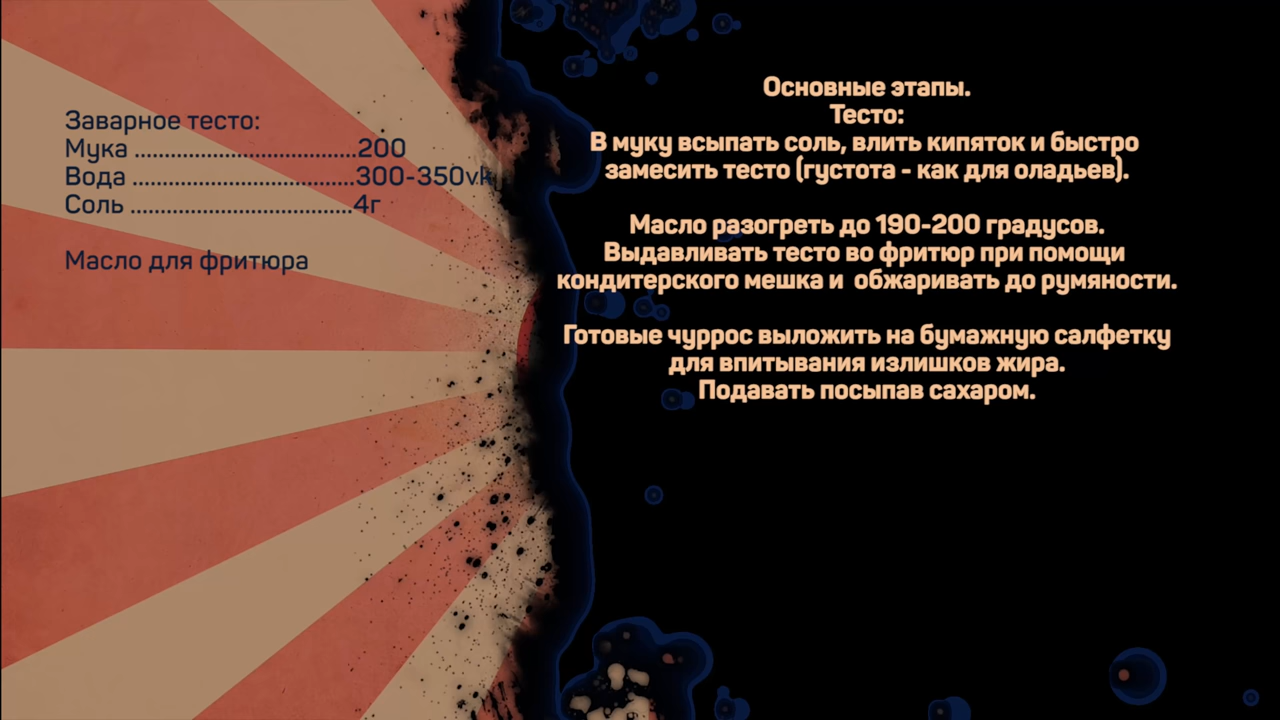 Заварное тесто:
Мука ...................................200
Вода ...................................300-350
Соль ...................................4г
Масло для фритюра
Основные этапы.
Тесто:
В муку всыпать соль, влить кипяток и быстро
замесить тесто (густота - как для оладьев).
Масло разогреть до 190-200 градусов.
Выдавливать тесто во фритюр при помощи
кондитерского мешка и обжаривать до румяности.
Готовые чуррос выложить на бумажную салфетку
для впитывания излишков жира.
Подавать посыпав сахаром.